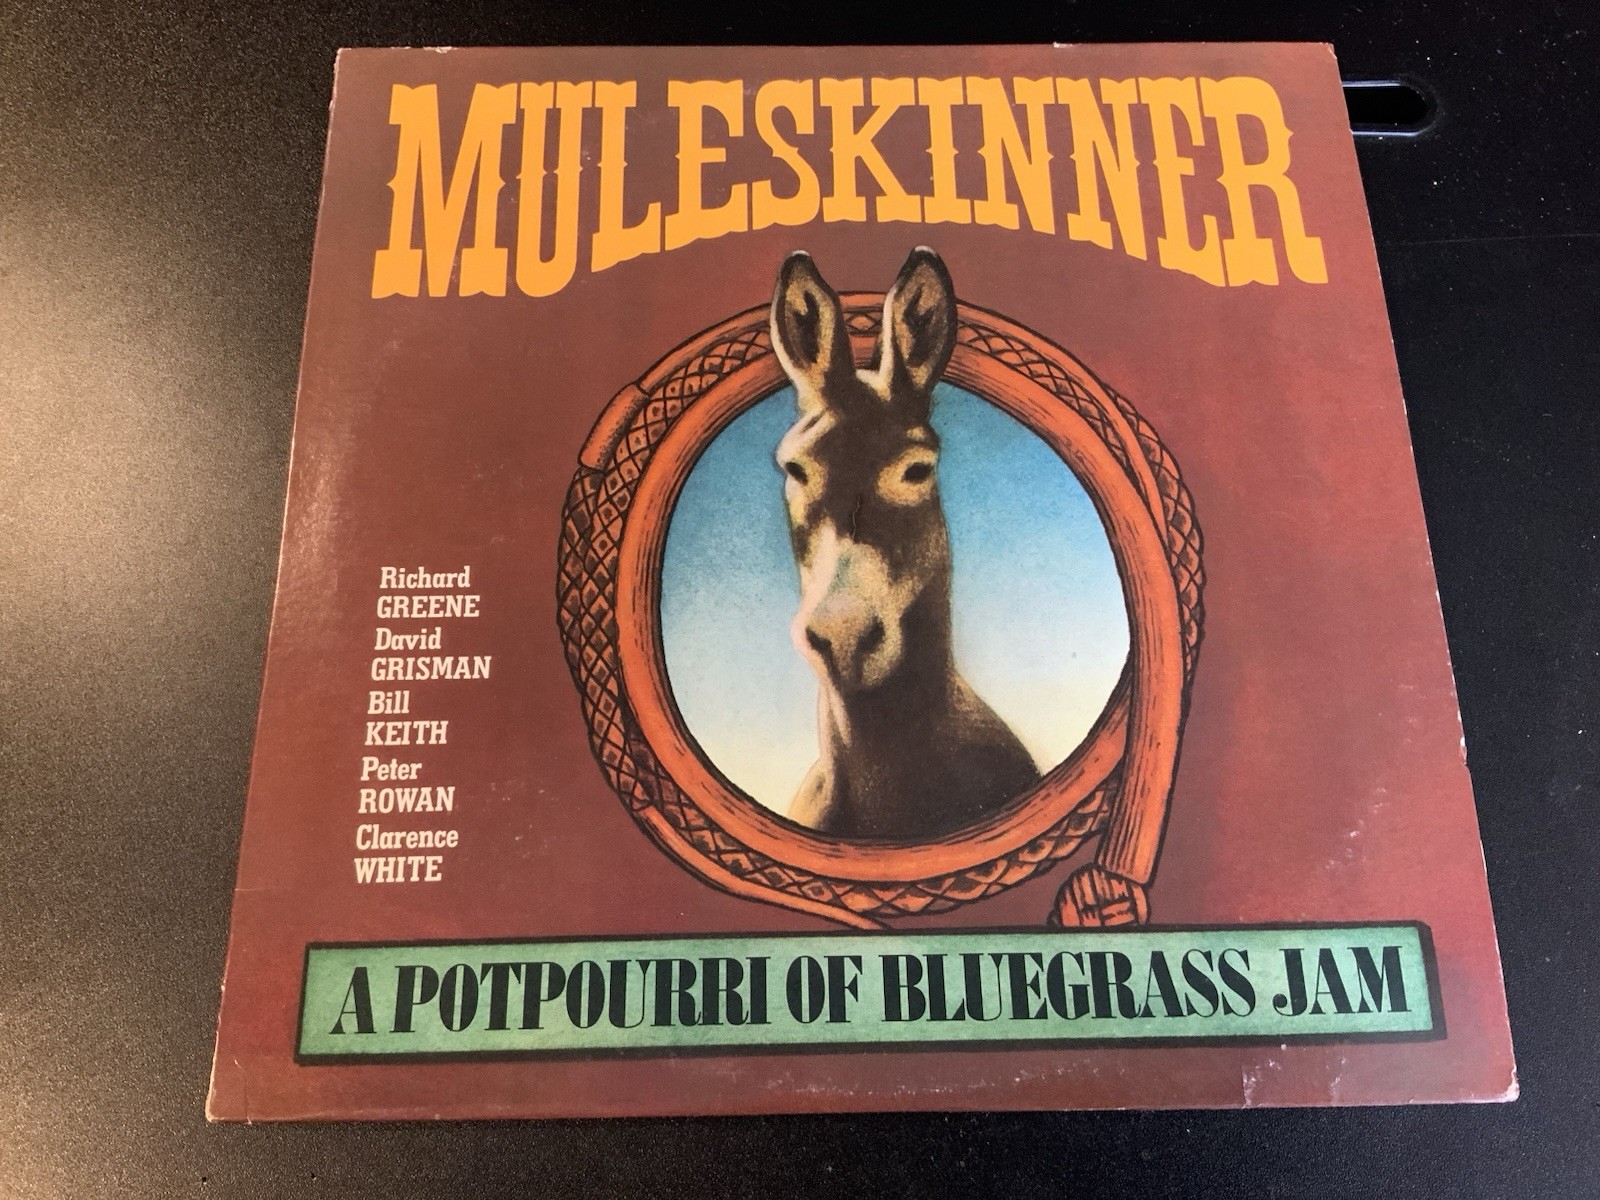 MULESKINNER
Richard
GREENE
David
GRISMAN
Bill
KEITH
Peter
ROWAN
Clarence
WHITE
A POTPOURRI OF BLUEGRASS JAM